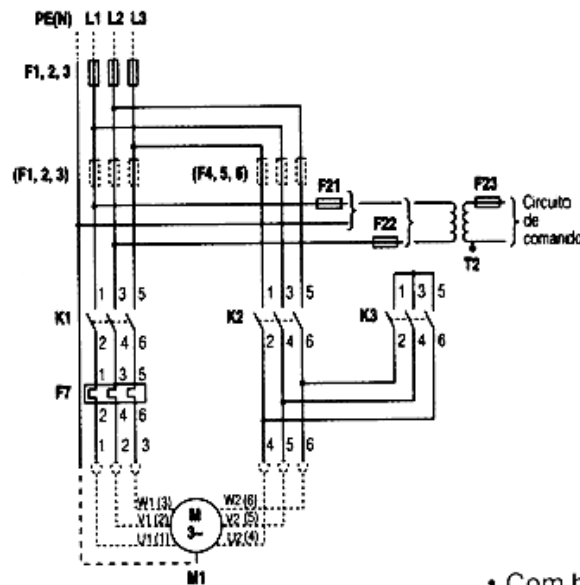 PE(N) L1 L2 L3
F1, 2, 3
(F1, 2, 3) (F4, 5, 6)
F21 F23
F22
Circuito
de
comando
T2
1 3 5 1 3 5 1 3 5
K1 K2 K3
2 4 6 2 4 6 2 4 6
1 3 5
F7
2 4 6
1 2 3 4 5 6
W1 (3) W2 (6)
V1 (2) M V2 (5)
U1 (1) 3~ U2 (4)
M1
• Com